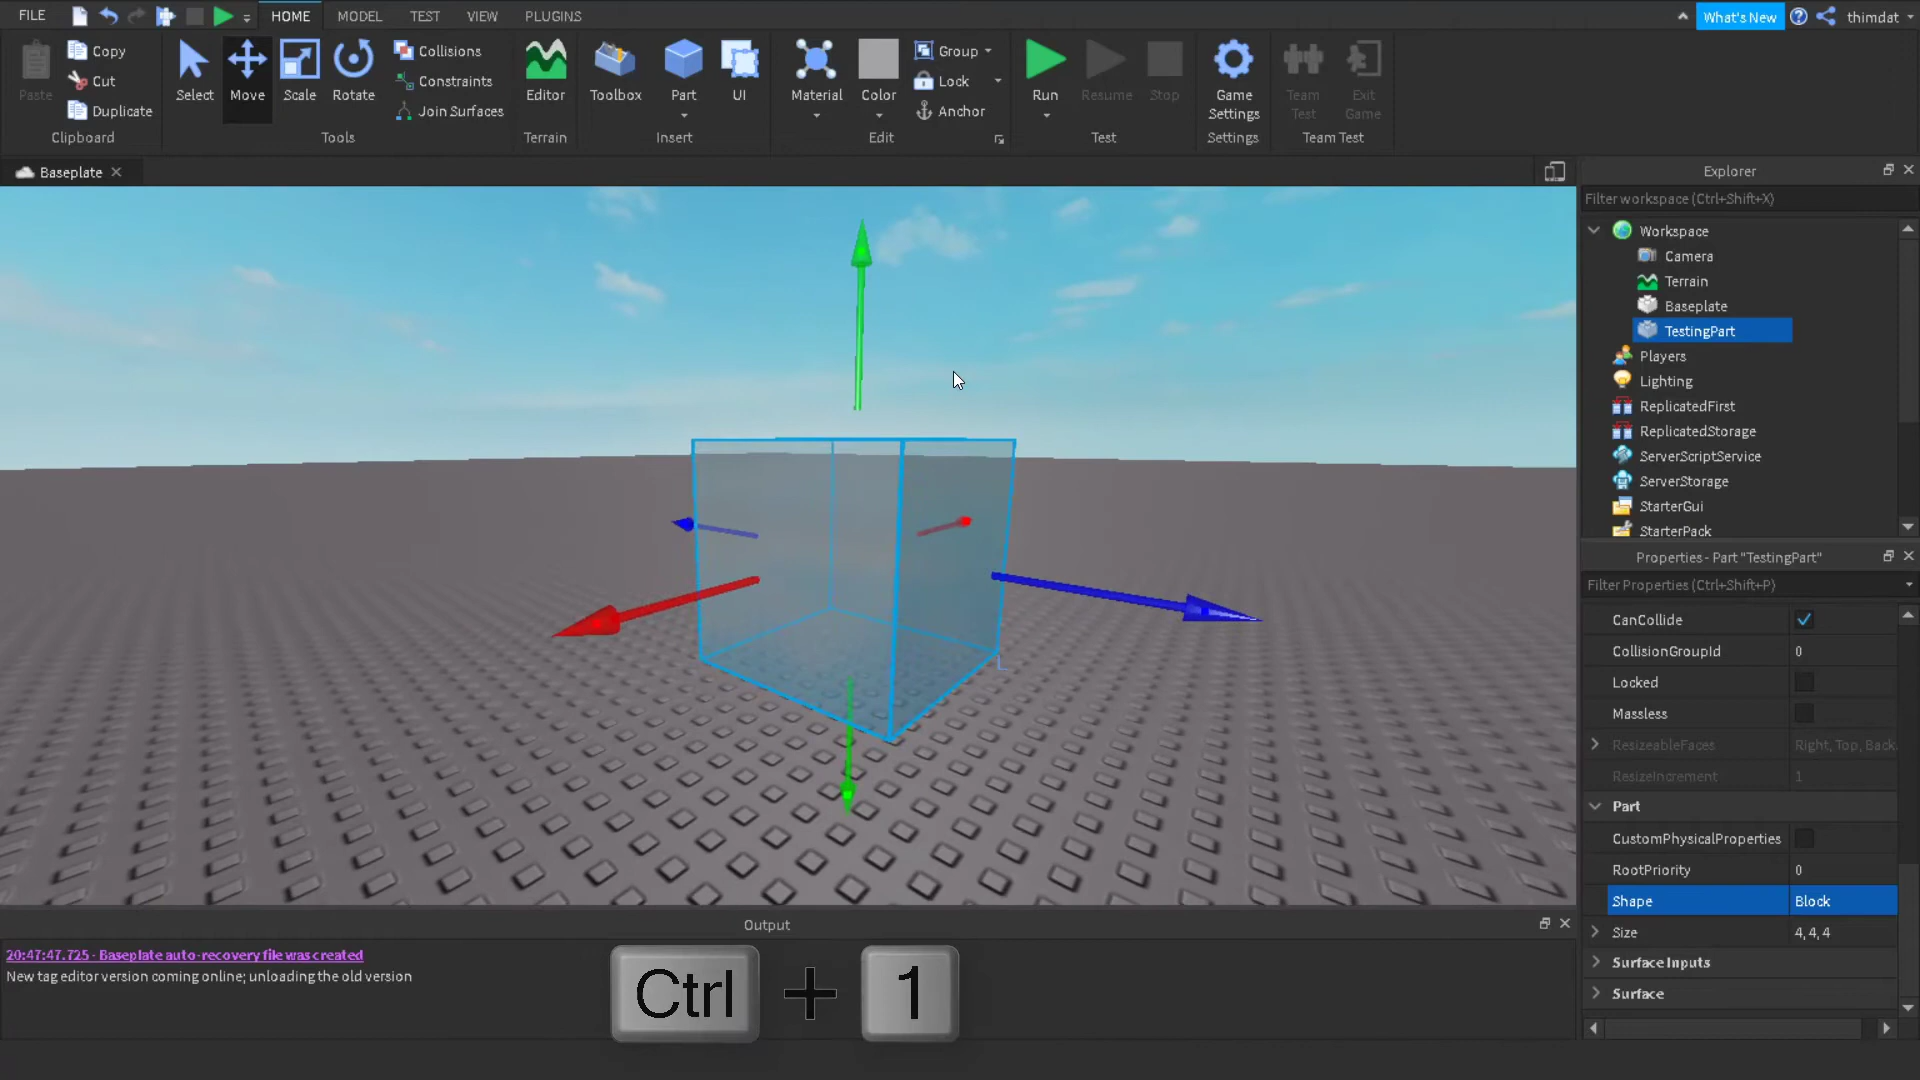 FILE
HOME
MODEL
TEST
VIEW
PLUGINS
What's New
thimdat
Paste
Copy
Cut
Duplicate
Clipboard
Select
Move
Scale
Rotate
Collisions
Constraints
Join Surfaces
Tools
Editor
Terrain
Toolbox
Part
UI
Insert
Material
Color
Group
Lock
Anchor
Edit
Run
Resume
Stop
Test
Game
Settings
Settings
Team
Test
Exit
Game
Team Test
Baseplate
Explorer
Filter workspace (Ctrl+Shift+X)
Workspace
Camera
Terrain
Baseplate
TestingPart
Players
Lighting
ReplicatedFirst
ReplicatedStorage
ServerScriptService
ServerStorage
StarterGui
StarterPack
Properties - Part "TestingPart"
Filter Properties (Ctrl+Shift+P)
CanCollide
CollisionGroupId 0
Locked
Massless
ResizeableFaces Right, Top, Back,
ResizeIncrement 1
Part
CustomPhysicalProperties
RootPriority 0
Shape Block
Size 4, 4, 4
Surface Inputs
Surface
Output
20:47:47.725 - Baseplate auto-recovery file was created
New tag editor version coming online; unloading the old version
Ctrl + 1